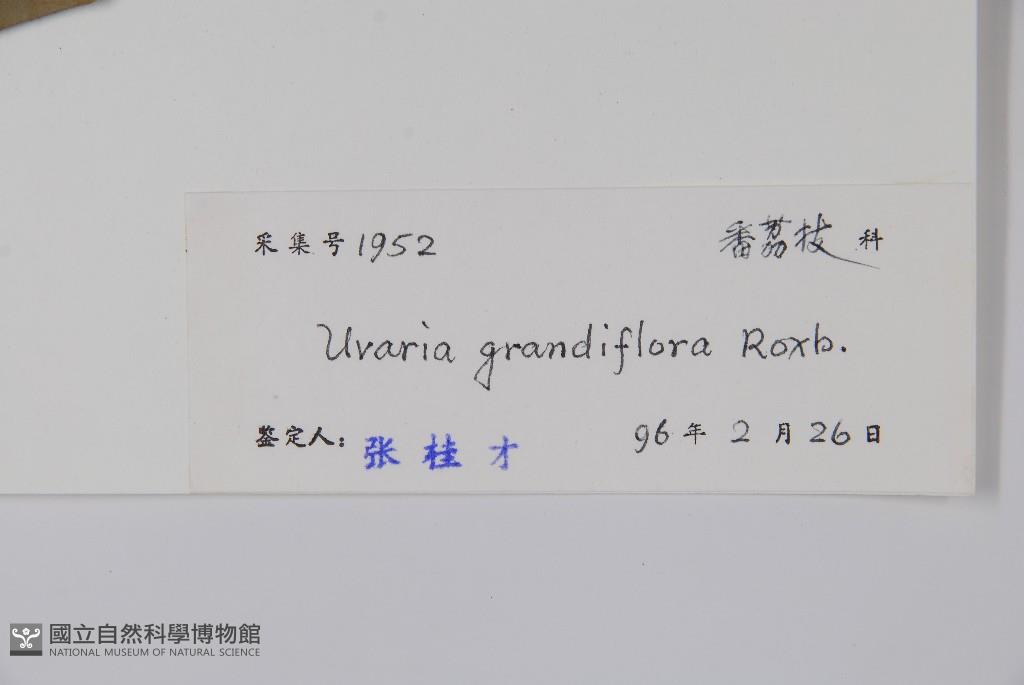 采集号 1952 番荔枝 科
Uvaria grandiflora Roxb.
鉴定人: 张桂才 96 年 2 月 26 日
國立自然科學博物館
NATIONAL MUSEUM OF NATURAL SCIENCE